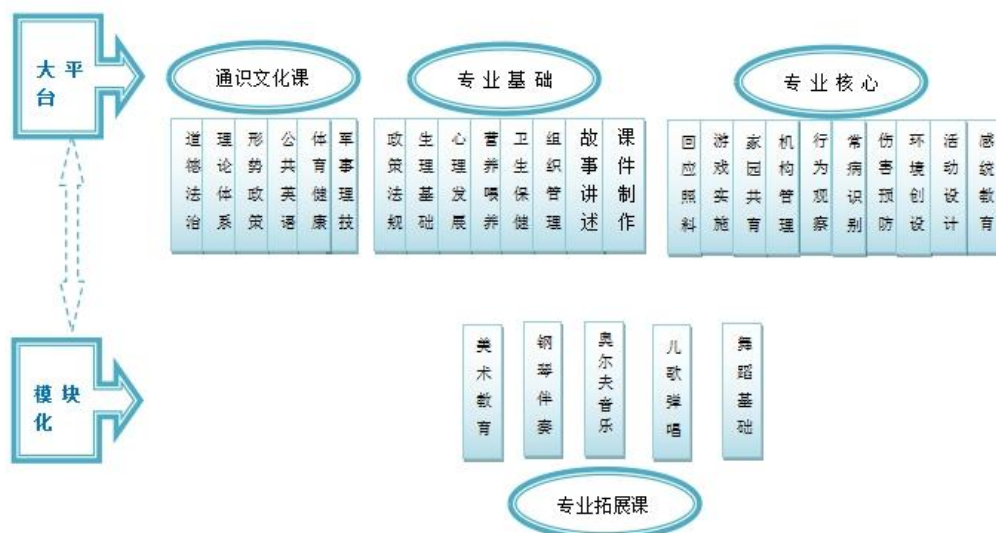 大平台
通识文化课
专业基础
专业核心
道德法治
理论体系
形势政策
公共英语
体育健康
军事理技
政策法规
生理基础
心理发展
营养喂养
卫生保健
组织管理
故事讲述
课件制作
回应照料
游戏实施
家园共育
机构管理
行为观察
常病识别
伤害预防
环境创设
活动设计
感统教育
模块化
美术教育
钢琴伴奏
奥尔夫音乐
儿歌弹唱
舞蹈基础
专业拓展课